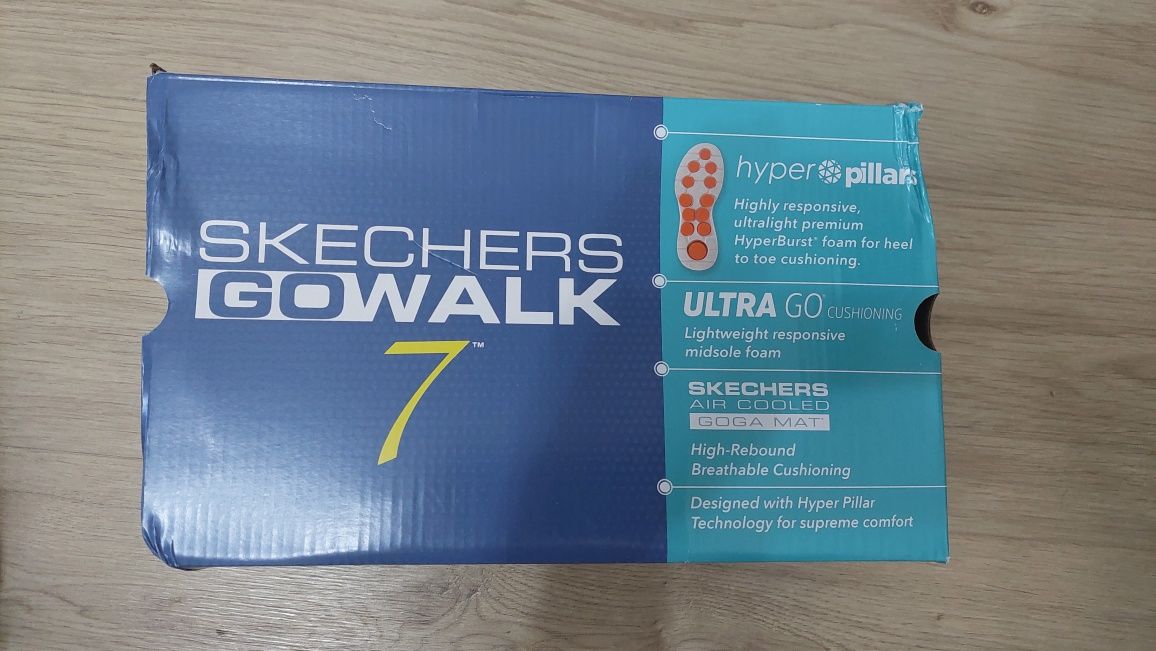 SKECHERS
GOWALK
7™
hyper pillars
Highly responsive,
ultralight premium
HyperBurst® foam for heel
to toe cushioning.
ULTRA GO® CUSHIONING
Lightweight responsive
midsole foam
SKECHERS
AIR COOLED
GOGA MAT®
High-Rebound
Breathable Cushioning
Designed with Hyper Pillar
Technology for supreme comfort